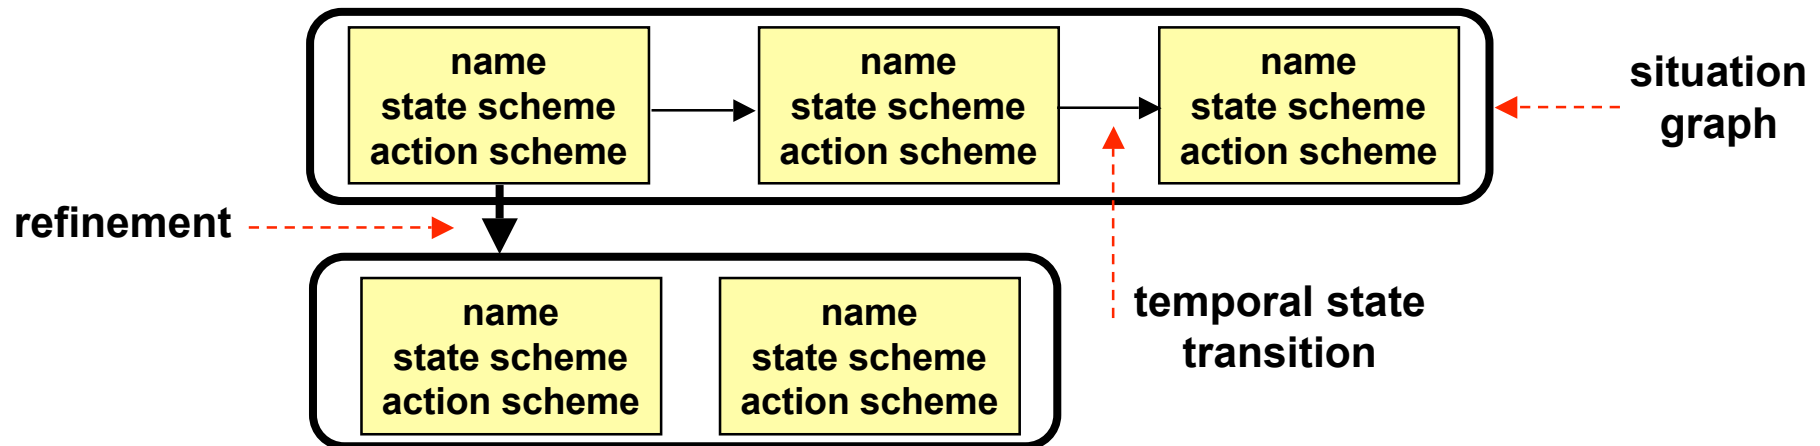 name
state scheme
action scheme
name
state scheme
action scheme
name
state scheme
action scheme
situation
graph
refinement
name
state scheme
action scheme
name
state scheme
action scheme
temporal state
transition